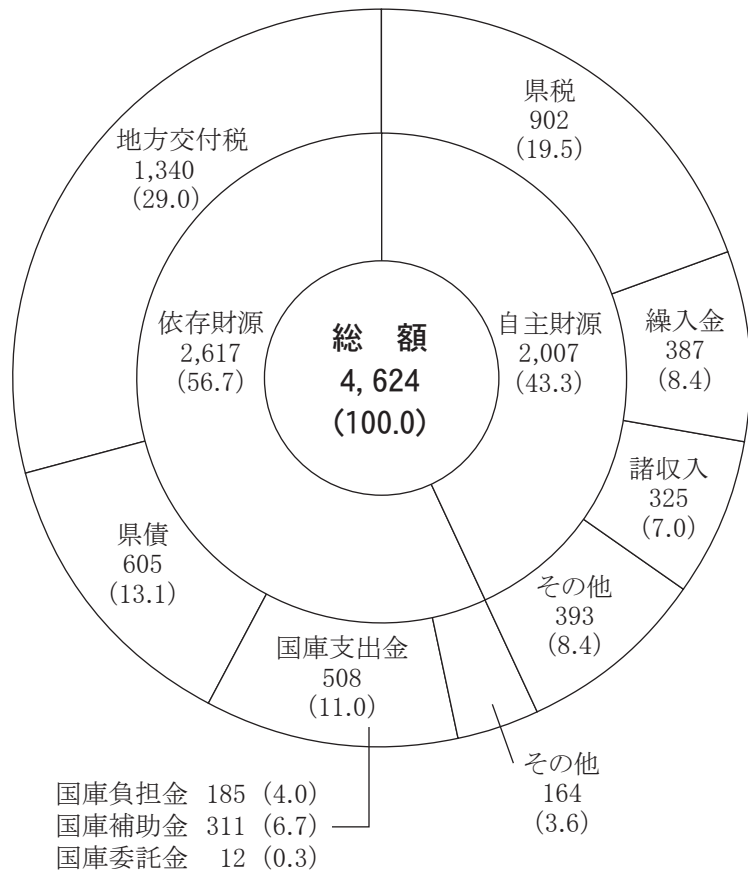 県税
902
(19.5)
地方交付税
1,340
(29.0)
依存財源
2,617
(56.7)
総　額
4,624
(100.0)
自主財源
2,007
(43.3)
繰入金
387
(8.4)
諸収入
325
(7.0)
その他
393
(8.4)
県債
605
(13.1)
国庫支出金
508
(11.0)
その他
164
(3.6)
国庫負担金 185 (4.0)
国庫補助金 311 (6.7)
国庫委託金 12 (0.3)